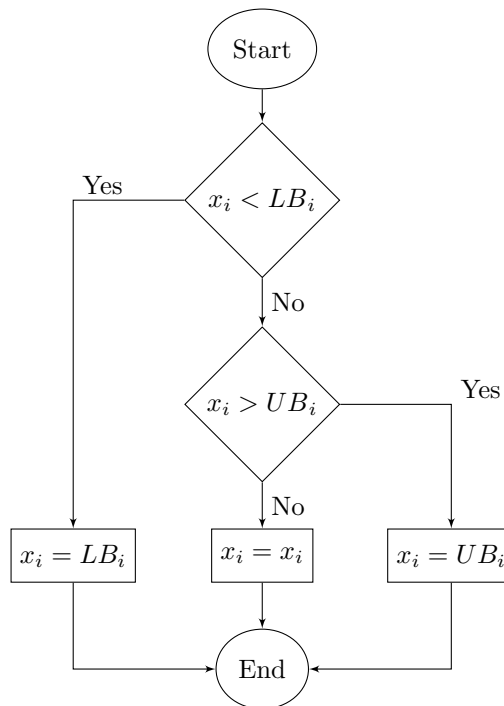 Start
Yes
x_i < LB_i
No
x_i > UB_i
Yes
No
x_i = LB_i
x_i = x_i
x_i = UB_i
End